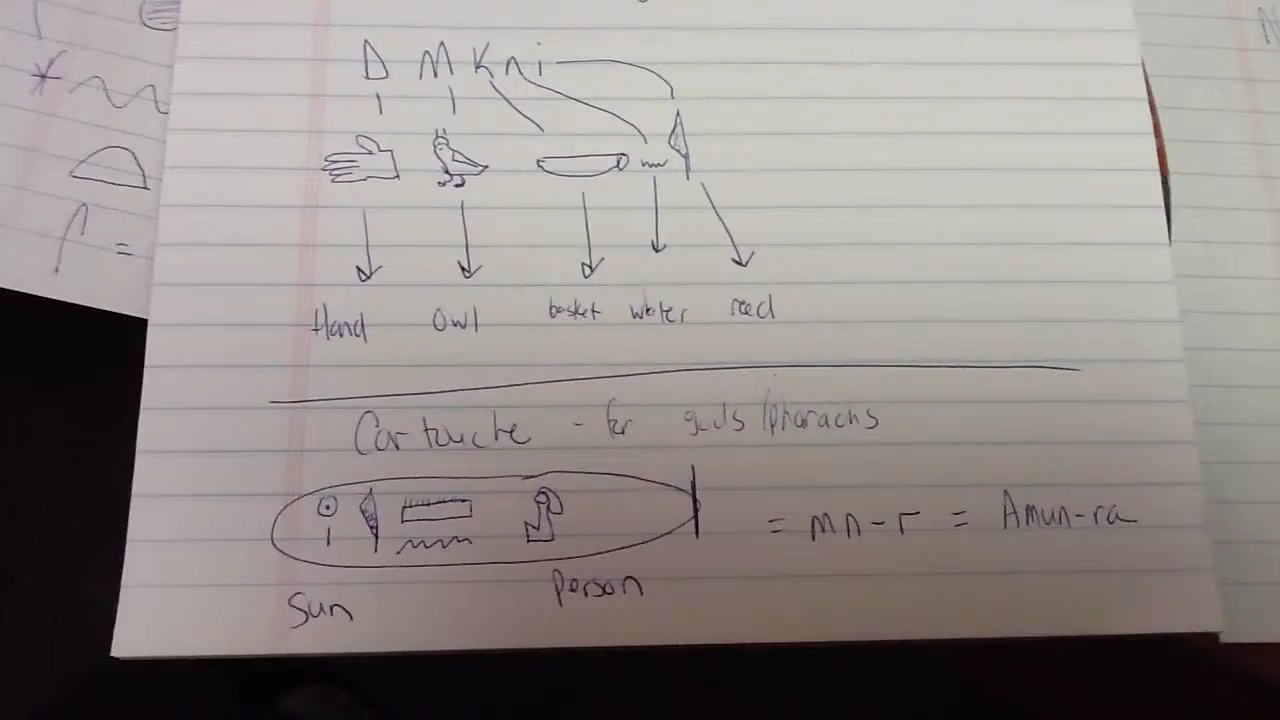 D M K n i
Hand owl basket water reed
Cartouche - for gods/pharaohs
= mn-r = Amun-ra
person
Sun
=